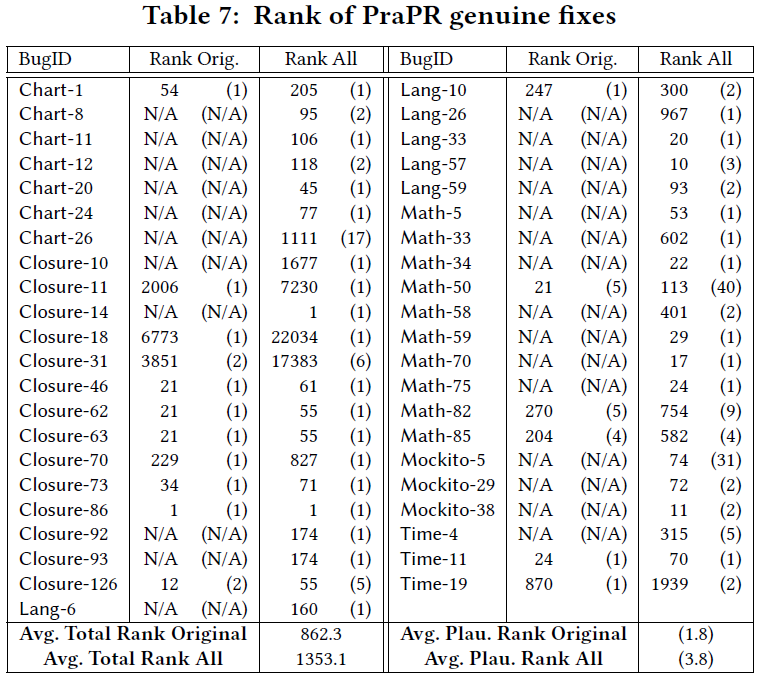 Table 7: Rank of PraPR genuine fixes
BugID Rank Orig. Rank All BugID Rank Orig. Rank All
Chart-1 54 (1) 205 (1) Lang-10 247 (1) 300 (2)
Chart-8 N/A (N/A) 95 (2) Lang-26 N/A (N/A) 967 (1)
Chart-11 N/A (N/A) 106 (1) Lang-33 N/A (N/A) 20 (1)
Chart-12 N/A (N/A) 118 (2) Lang-57 N/A (N/A) 10 (3)
Chart-20 N/A (N/A) 45 (1) Lang-59 N/A (N/A) 93 (2)
Chart-24 N/A (N/A) 77 (1) Math-5 N/A (N/A) 53 (1)
Chart-26 N/A (N/A) 1111 (17) Math-33 N/A (N/A) 602 (1)
Closure-10 N/A (N/A) 1677 (1) Math-34 N/A (N/A) 22 (1)
Closure-11 2006 (1) 7230 (1) Math-50 21 (5) 113 (40)
Closure-14 N/A (N/A) 1 (1) Math-58 N/A (N/A) 401 (2)
Closure-18 6773 (1) 22034 (1) Math-59 N/A (N/A) 29 (1)
Closure-31 3851 (2) 17383 (6) Math-70 N/A (N/A) 17 (1)
Closure-46 21 (1) 61 (1) Math-75 N/A (N/A) 24 (1)
Closure-62 21 (1) 55 (1) Math-82 270 (5) 754 (9)
Closure-63 21 (1) 55 (1) Math-85 204 (4) 582 (4)
Closure-70 229 (1) 827 (1) Mockito-5 N/A (N/A) 74 (31)
Closure-73 34 (1) 71 (1) Mockito-29 N/A (N/A) 72 (2)
Closure-86 1 (1) 1 (1) Mockito-38 N/A (N/A) 11 (2)
Closure-92 N/A (N/A) 174 (1) Time-4 N/A (N/A) 315 (5)
Closure-93 N/A (N/A) 174 (1) Time-11 24 (1) 70 (1)
Closure-126 12 (2) 55 (5) Time-19 870 (1) 1939 (2)
Lang-6 N/A (N/A) 160 (1)
Avg. Total Rank Original 862.3 Avg. Plau. Rank Original (1.8)
Avg. Total Rank All 1353.1 Avg. Plau. Rank All (3.8)